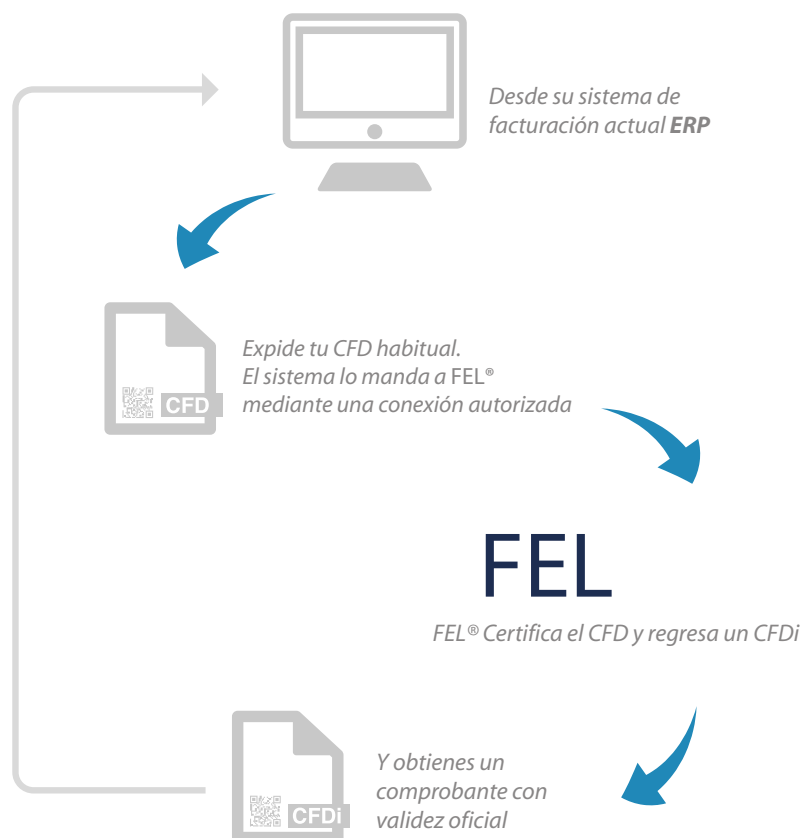 Desde su sistema de
facturación actual ERP
Expide tu CFD habitual.
El sistema lo manda a FEL®
mediante una conexión autorizada
CFD
FEL
FEL® Certifica el CFD y regresa un CFDi
Y obtienes un
comprobante con
validez oficial
CFDi